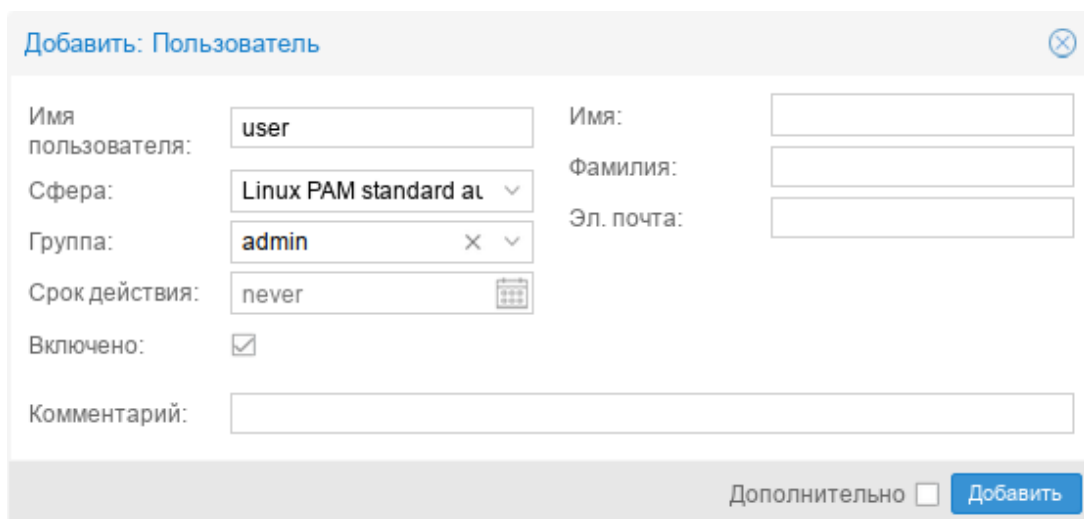 Добавить: Пользователь
Имя пользователя:
user
Сфера:
Linux PAM standard au
Группа:
admin
Срок действия:
never
Включено:
Имя:
Фамилия:
Эл. почта:
Комментарий:
Дополнительно
Добавить